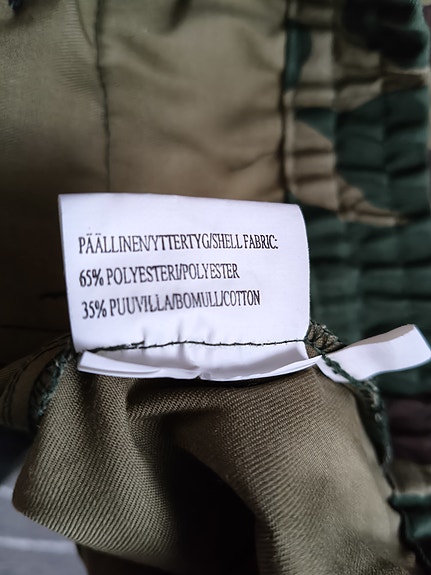 PÄÄLLINEN/YTTERTYG/SHELL FABRIC:
65% POLYESTERI/POLYESTER
35% PUUVILLA/BOMULL/COTTON